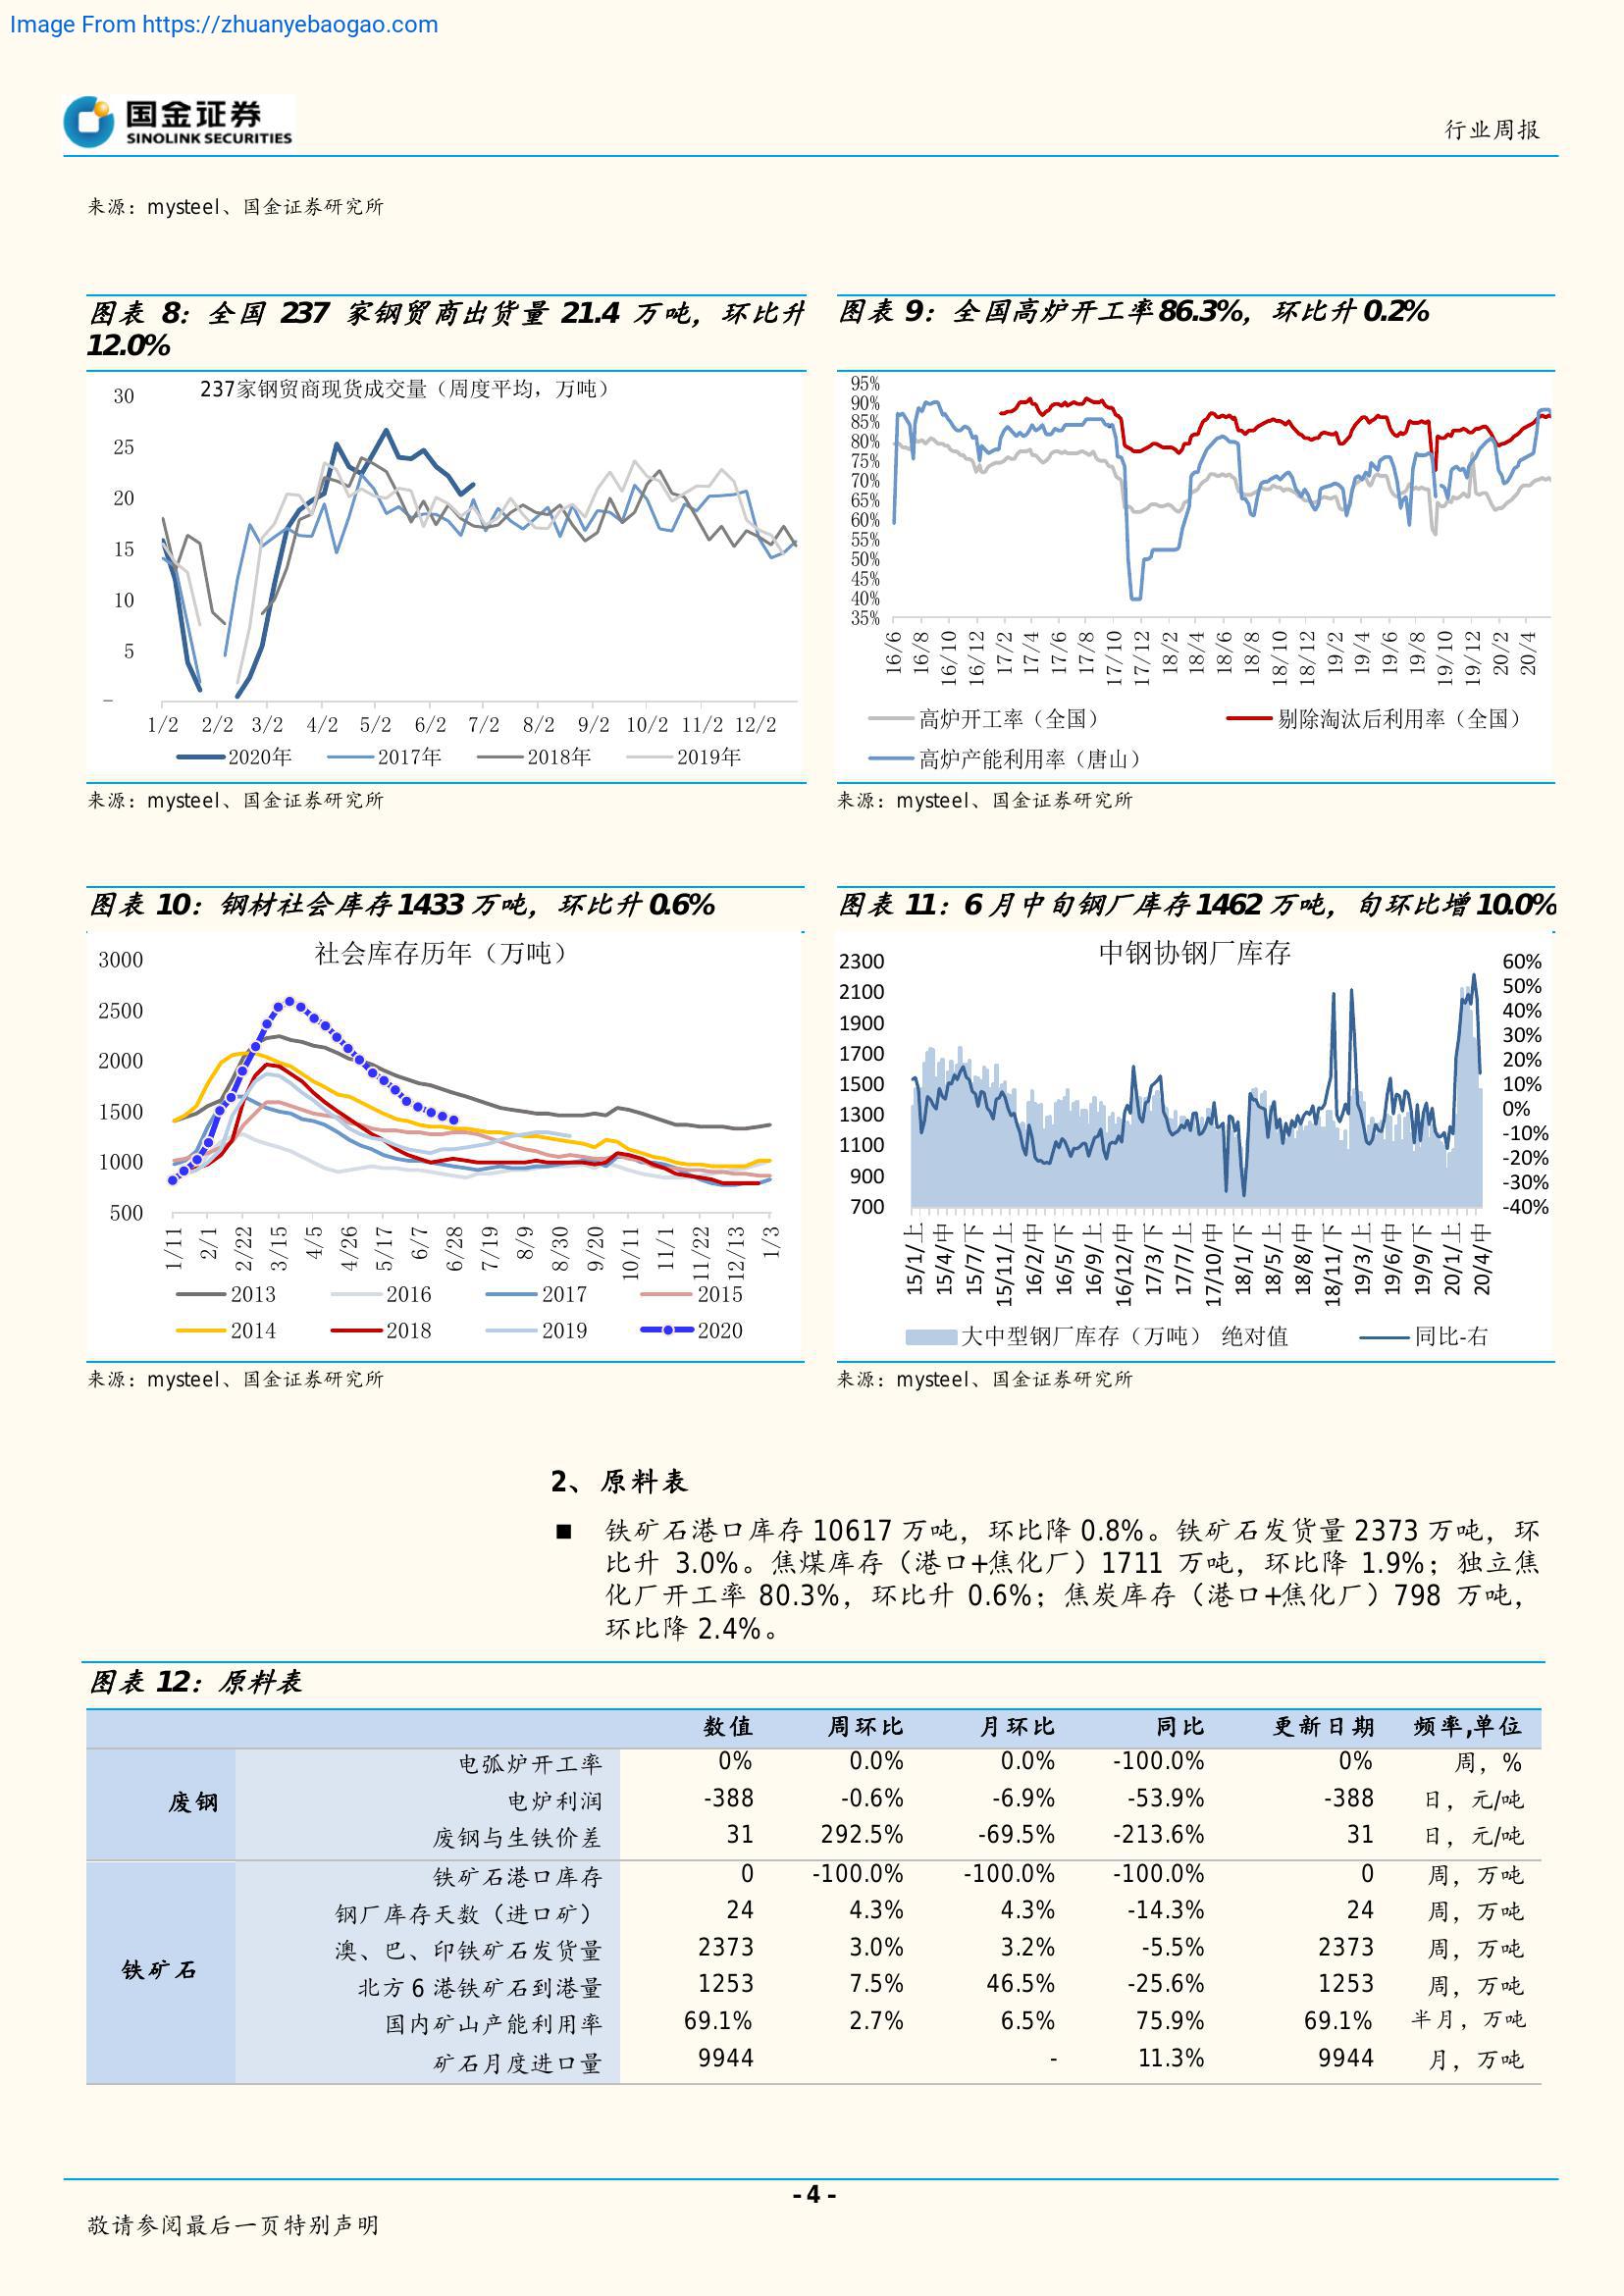 Image From https://zhuanyebaogao.com
国金证券
SINOLINK SECURITIES
行业周报
来源：mysteel、国金证券研究所
图表 8：全国 237 家钢贸商出货量 21.4 万吨，环比升
12.0%
237家钢贸商现货成交量（周度平均，万吨）
30
25
20
15
10
5
–
1/2 2/2 3/2 4/2 5/2 6/2 7/2 8/2 9/2 10/2 11/2 12/2
2020年 2017年 2018年 2019年
来源：mysteel、国金证券研究所
图表 9：全国高炉开工率86.3%，环比升 0.2%
95%
90%
85%
80%
75%
70%
65%
60%
55%
50%
45%
40%
35%
16/6 16/8 16/10 16/12 17/2 17/4 17/6 17/8 17/10 17/12 18/2 18/4 18/6 18/8 18/10 18/12 19/2 19/4 19/6 19/8 19/10 19/12 20/2 20/4
高炉开工率（全国） 剔除淘汰后利用率（全国）
高炉产能利用率（唐山）
来源：mysteel、国金证券研究所
图表 10：钢材社会库存1433 万吨，环比升 0.6%
社会库存历年（万吨）
3000
2500
2000
1500
1000
500
1/11 2/1 2/22 3/15 4/5 4/26 5/17 6/7 6/28 7/19 8/9 8/30 9/20 10/11 11/1 11/22 12/13 1/3
2013 2016 2017 2015
2014 2018 2019 2020
来源：mysteel、国金证券研究所
图表 11：6 月中旬钢厂库存1462 万吨，旬环比增 10.0%
中钢协钢厂库存
2300
2100
1900
1700
1500
1300
1100
900
700
60%
50%
40%
30%
20%
10%
0%
-10%
-20%
-30%
-40%
15/1/上 15/4/中 15/7/下 15/11/上 16/2/中 16/5/下 16/9/上 16/12/中 17/3/下 17/7/上 17/10/中 18/1/下 18/5/上 18/8/中 18/11/下 19/3/上 19/6/中 19/9/下 20/1/上 20/4/中
大中型钢厂库存（万吨） 绝对值 同比-右
来源：mysteel、国金证券研究所
2、原料表
■ 铁矿石港口库存 10617 万吨，环比降 0.8%。铁矿石发货量 2373 万吨，环
比升 3.0%。焦煤库存（港口+焦化厂）1711 万吨，环比降 1.9%；独立焦
化厂开工率 80.3%，环比升 0.6%；焦炭库存（港口+焦化厂）798 万吨，
环比降 2.4%。
图表 12：原料表
数值 周环比 月环比 同比 更新日期 频率,单位
废钢
电弧炉开工率 0% 0.0% 0.0% -100.0% 0% 周，%
电炉利润 -388 -0.6% -6.9% -53.9% -388 日，元/吨
废钢与生铁价差 31 292.5% -69.5% -213.6% 31 日，元/吨
铁矿石
铁矿石港口库存 0 -100.0% -100.0% -100.0% 0 周，万吨
钢厂库存天数（进口矿） 24 4.3% 4.3% -14.3% 24 周，万吨
澳、巴、印铁矿石发货量 2373 3.0% 3.2% -5.5% 2373 周，万吨
北方 6 港铁矿石到港量 1253 7.5% 46.5% -25.6% 1253 周，万吨
国内矿山产能利用率 69.1% 2.7% 6.5% 75.9% 69.1% 半月，万吨
矿石月度进口量 9944 - 11.3% 9944 月，万吨
- 4 -
敬请参阅最后一页特别声明